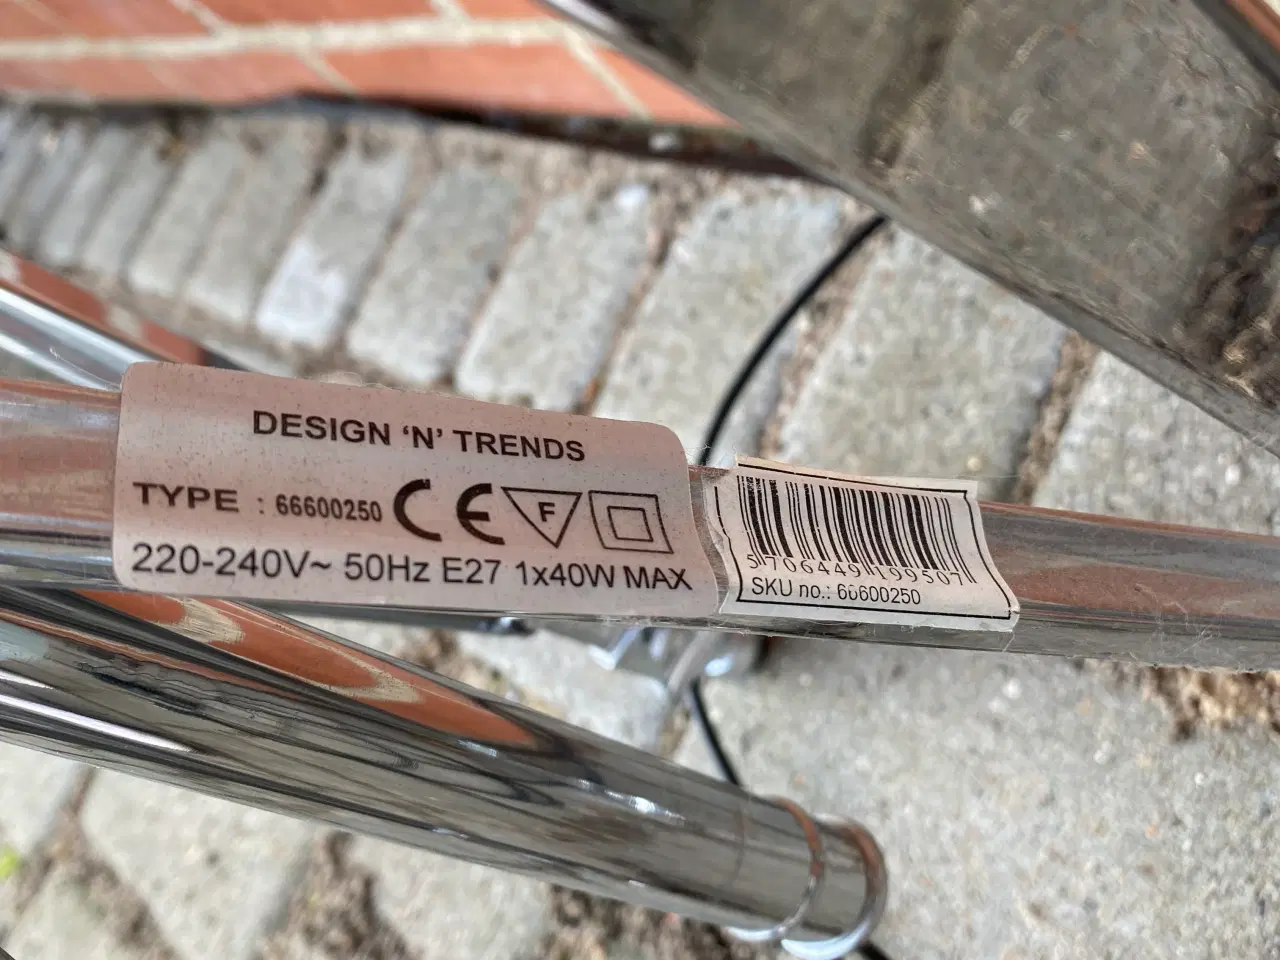 DESIGN 'N' TRENDS
TYPE : 66600250 CE F
220-240V~ 50Hz E27 1x40W MAX
5 706449 199507
SKU no.: 66600250